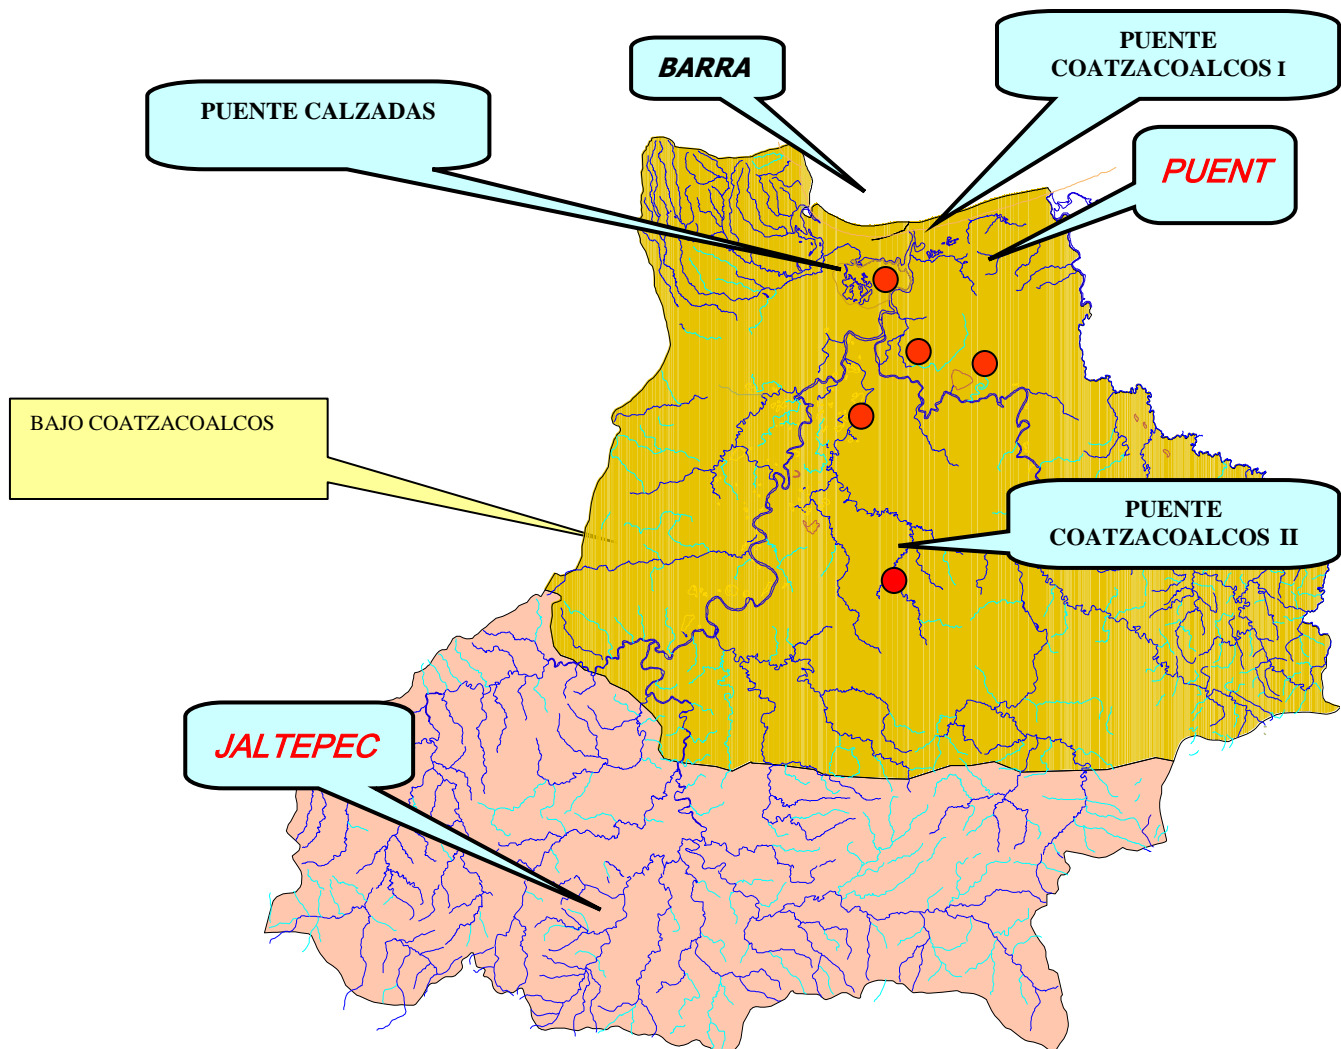 BARRA
PUENTE
COATZACOALCOS I
PUENTE CALZADAS
PUENT
BAJO COATZACOALCOS
PUENTE
COATZACOALCOS II
JALTEPEC